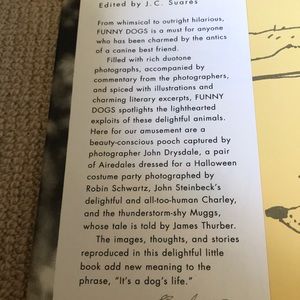 Edited by J.C. Suarès
From whimsical to outright hilarious,
FUNNY DOGS is a must for anyone
who has been charmed by the antics
of a canine best friend.
Filled with rich duotone
photographs, accompanied by
commentary from the photographers,
and spiced with illustrations and
charming literary excerpts, FUNNY
DOGS spotlights the lighthearted
exploits of these delightful animals.
Here for our amusement are a
beauty-conscious pooch captured by
photographer John Drysdale, a pair
of Airedales dressed for a Halloween
costume party photographed by
Robin Schwartz, John Steinbeck's
delightful and all-too-human Charley,
and the thunderstorm-shy Muggs,
whose tale is told by James Thurber.
The images, thoughts, and stories
reproduced in this delightful little
book add new meaning to the
phrase, "It's a dog's life."